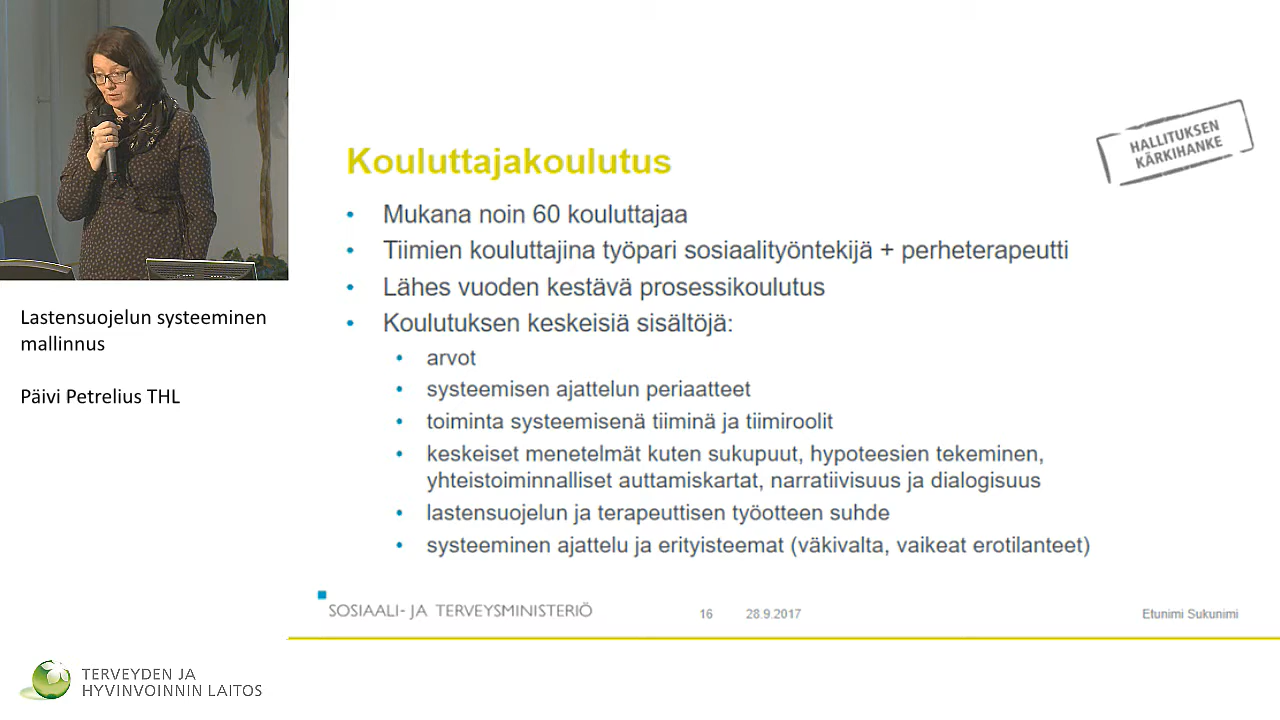 Lastensuojelun systeeminen
mallinnus
Päivi Petrelius THL
TERVEYDEN JA
HYVINVOINNIN LAITOS
HALLITUKSEN
KÄRKIHANKE
Kouluttajakoulutus
• Mukana noin 60 kouluttajaa
• Tiimien kouluttajina työpari sosiaalityöntekijä + perheterapeutti
• Lähes vuoden kestävä prosessikoulutus
• Koulutuksen keskeisiä sisältöjä:
• arvot
• systeemisen ajattelun periaatteet
• toiminta systeemisenä tiiminä ja tiimiroolit
• keskeiset menetelmät kuten sukupuut, hypoteesien tekeminen,
yhteistoiminnalliset auttamiskartat, narratiivisuus ja dialogisuus
• lastensuojelun ja terapeuttisen työotteen suhde
• systeeminen ajattelu ja erityisteemat (väkivalta, vaikeat erotilanteet)
SOSIAALI- JA TERVEYSMINISTERIÖ
16 28.9.2017 Etunimi Sukunimi